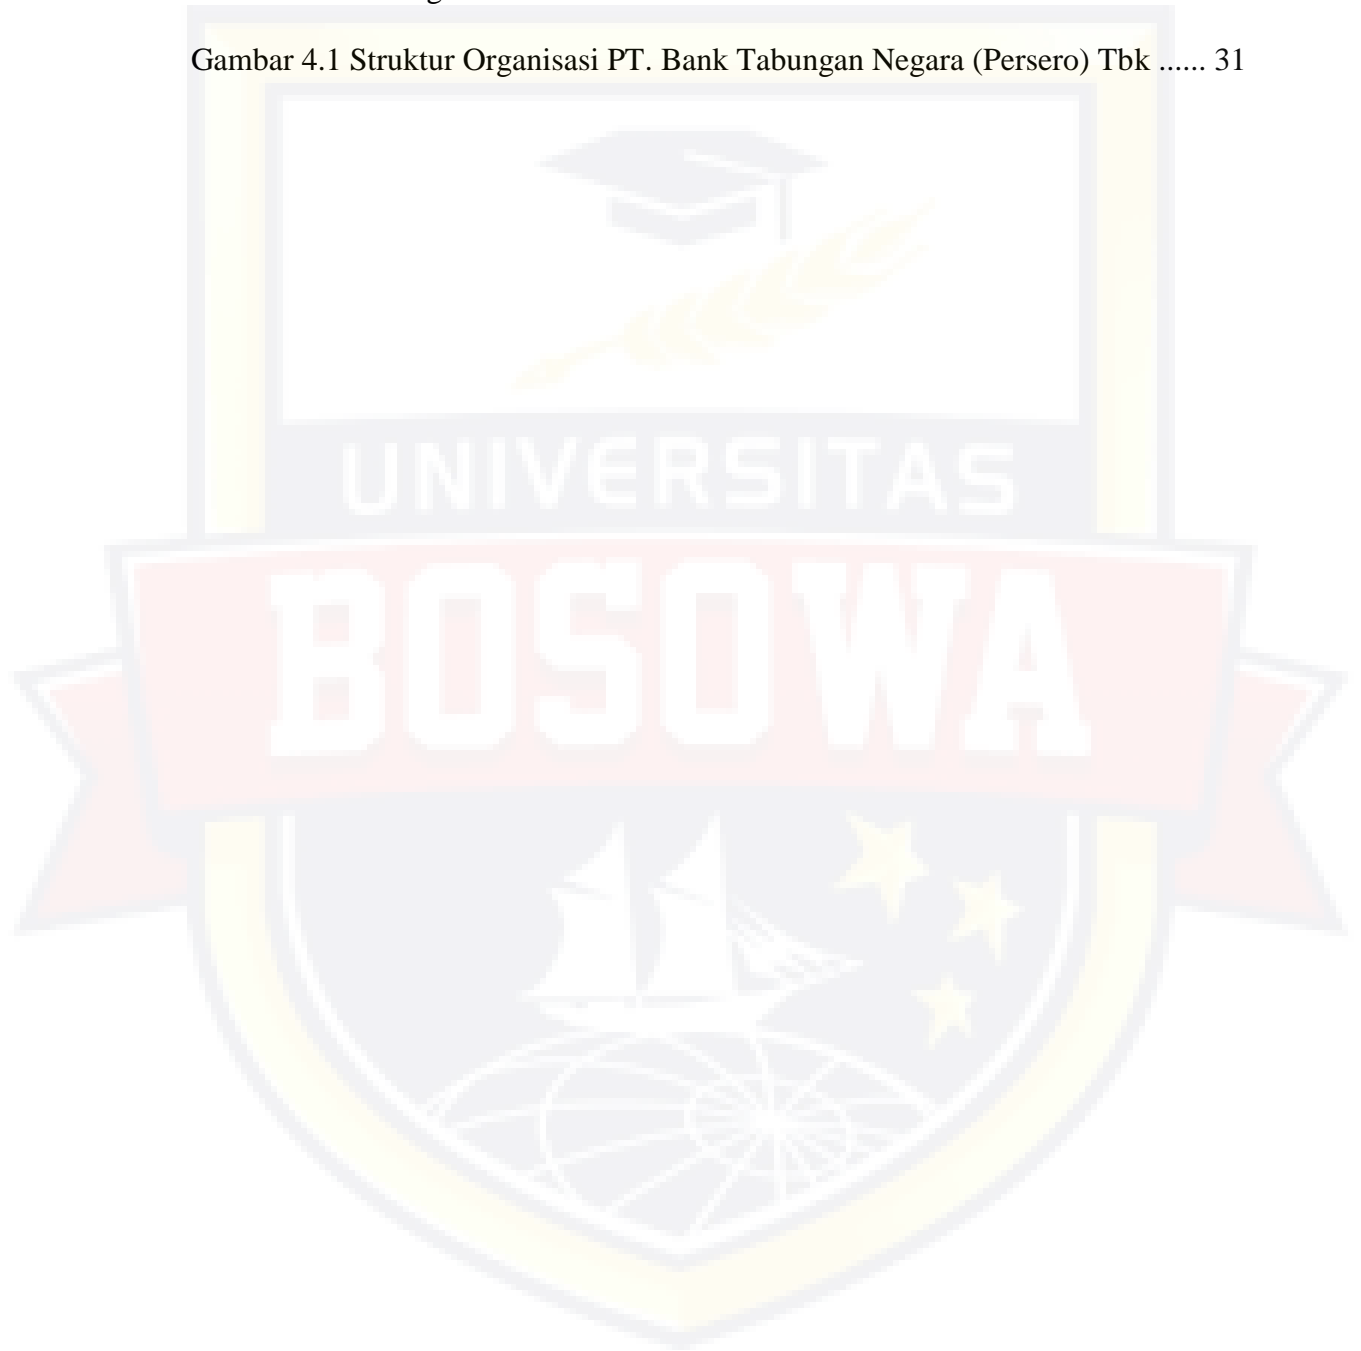 Gambar 4.1 Struktur Organisasi PT. Bank Tabungan Negara (Persero) Tbk ...... 31
UNIVERSITAS
BOSOWA